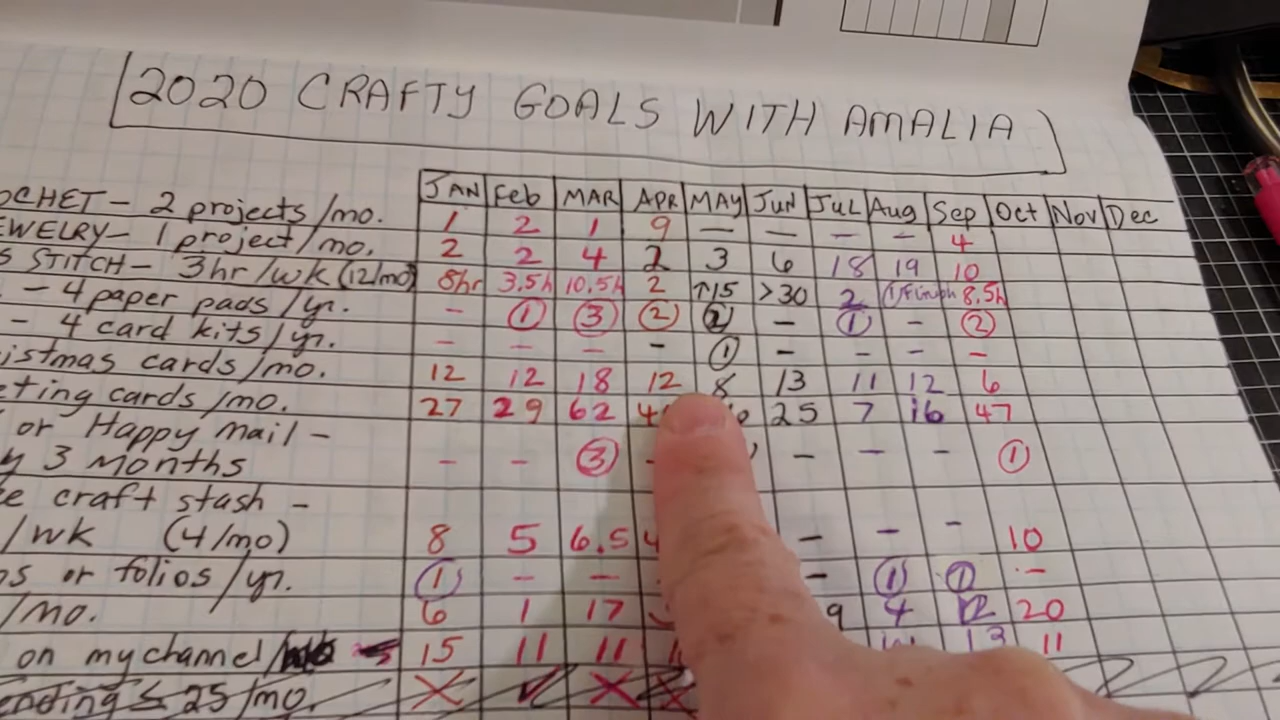 2020 CRAFTY GOALS WITH AMALIA
JAN Feb MAR APR MAY Jun Jul Aug Sep Oct Nov Dec
OCHET - 2 projects /mo. 1 2 1 9 — — — — 4
EWELRY - 1 project /mo. 2 2 4 2 3 6 18 19 10
S STITCH - 3hr /wk (12/mo) 8hr 3.5h 10.5h 2 ↑15 >30 2 8.5h
- 4 paper pads /yr. - 1 3 2 2 - 1 - 2
- 4 card kits /yr. - - - - 1 - - - -
istmas cards /mo. 12 12 18 12 8 13 11 12 6
eting cards /mo. 27 29 62 25 7 16 47
or Happy Mail -
y 3 months - - 3 - - - - 1
e craft stash -
/wk (4/mo) 8 5 6.5 4 - - - 10
os or folios /yr. 1 - - - 1 1 -
/mo. 6 1 17 9 4 12 20
on my channel 15 11 11 13 11
ending ≤ 25/mo. X ✓ X X